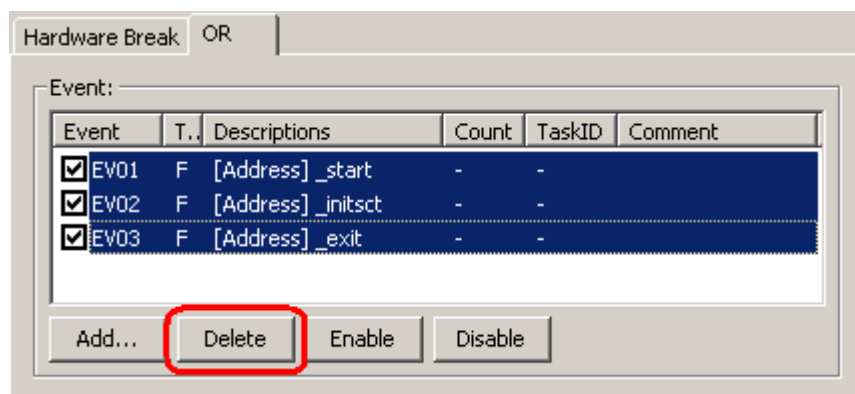 Hardware Break OR
Event:
Event T.. Descriptions Count TaskID Comment
EV01 F [Address] _start - -
EV02 F [Address] _initsct - -
EV03 F [Address] _exit - -
Add... Delete Enable Disable